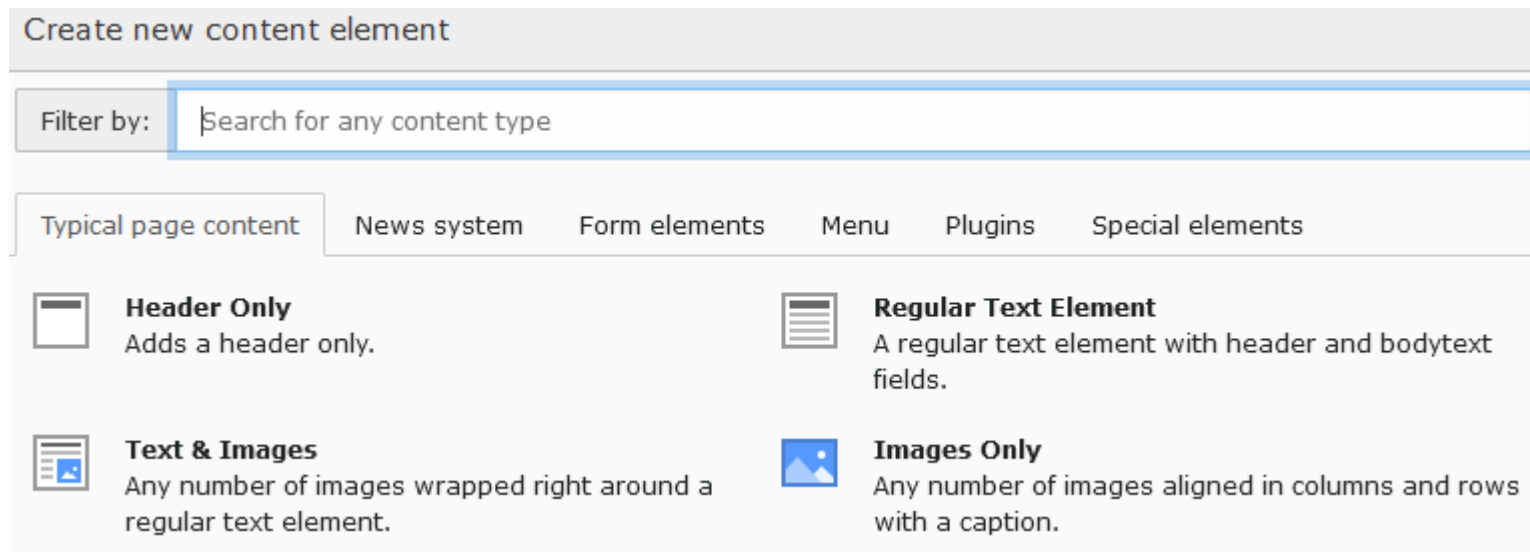 Create new content element
Filter by: Search for any content type
Typical page content News system Form elements Menu Plugins Special elements
Header Only
Adds a header only.
Regular Text Element
A regular text element with header and bodytext
fields.
Text & Images
Any number of images wrapped right around a
regular text element.
Images Only
Any number of images aligned in columns and rows
with a caption.